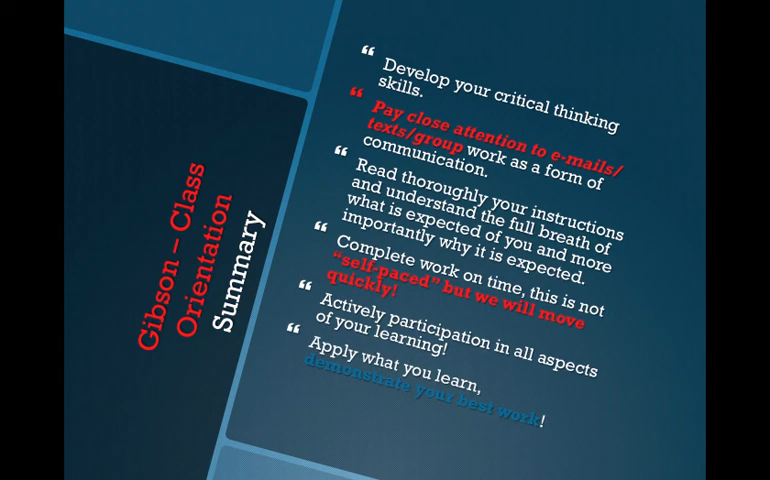 Gibson – Class
Orientation
Summary
Develop your critical thinking
skills.
Pay close attention to e-mails/
texts/group work as a form of
communication.
Read thoroughly your instructions
and understand the full breath of
what is expected of you and more
importantly why it is expected.
Complete work on time, this is not
“self-paced” but we will move
quickly!
Actively participation in all aspects
of your learning!
Apply what you learn,
demonstrate your best work!